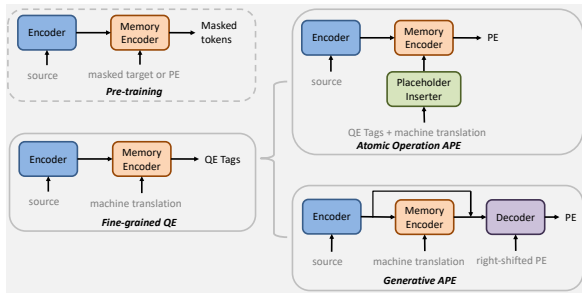 Encoder
Memory
Encoder
Masked
tokens
source
masked target or PE
Pre-training
Encoder
Memory
Encoder
QE Tags
source
machine translation
Fine-grained QE
Encoder
Memory
Encoder
PE
source
Placeholder
Inserter
QE Tags + machine translation
Atomic Operation APE
Encoder
Memory
Encoder
Decoder
PE
source
machine translation
right-shifted PE
Generative APE